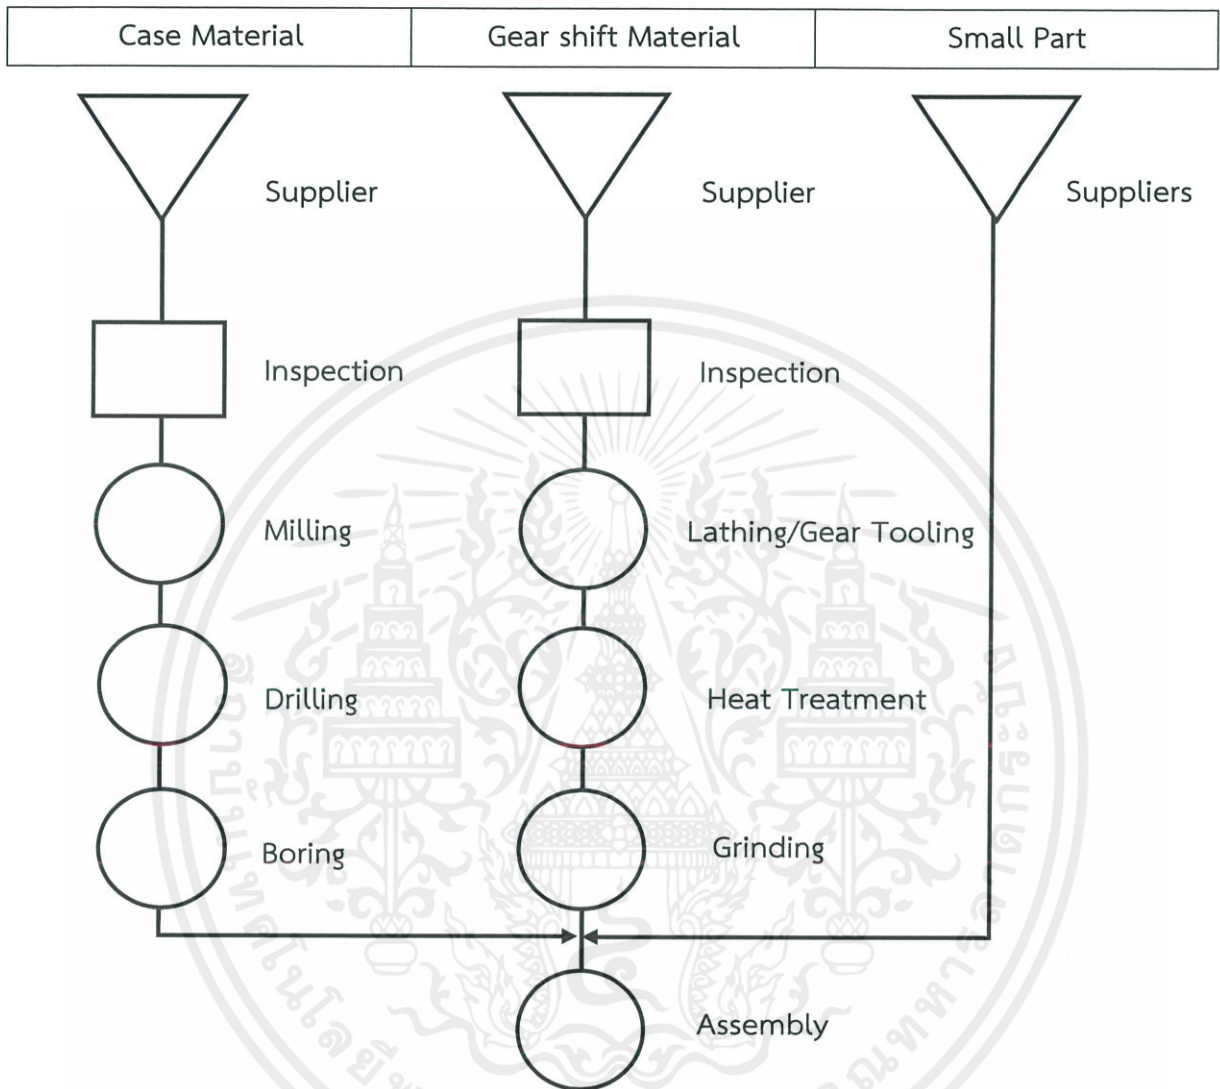 Case Material
Gear shift Material
Small Part
Supplier
Supplier
Suppliers
Inspection
Inspection
Milling
Lathing/Gear Tooling
Drilling
Heat Treatment
Boring
Grinding
Assembly